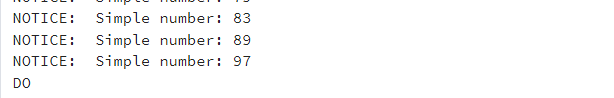 NOTICE:  Simple number: 83
NOTICE:  Simple number: 89
NOTICE:  Simple number: 97
DO